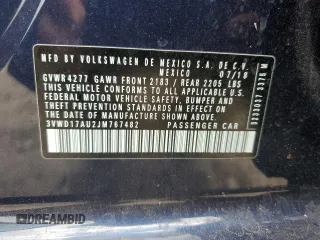 MFD BY VOLKSWAGEN DE MEXICO S.A. DE C.V.
MEXICO 07/18
GVWR4277 GAWR FRONT 2183 / REAR 2205 LBS
THIS VEHICLE CONFORMS TO ALL APPLICABLE
FEDERAL MOTOR VEHICLE SAFETY, BUMPER AND
THEFT PREVENTION STANDARDS IN EFFECT ON
THE DATE OF MANUFACTURE SHOWN ABOVE.
3VWD17AU2JM767482 PASSENGER CAR
DREAMBID